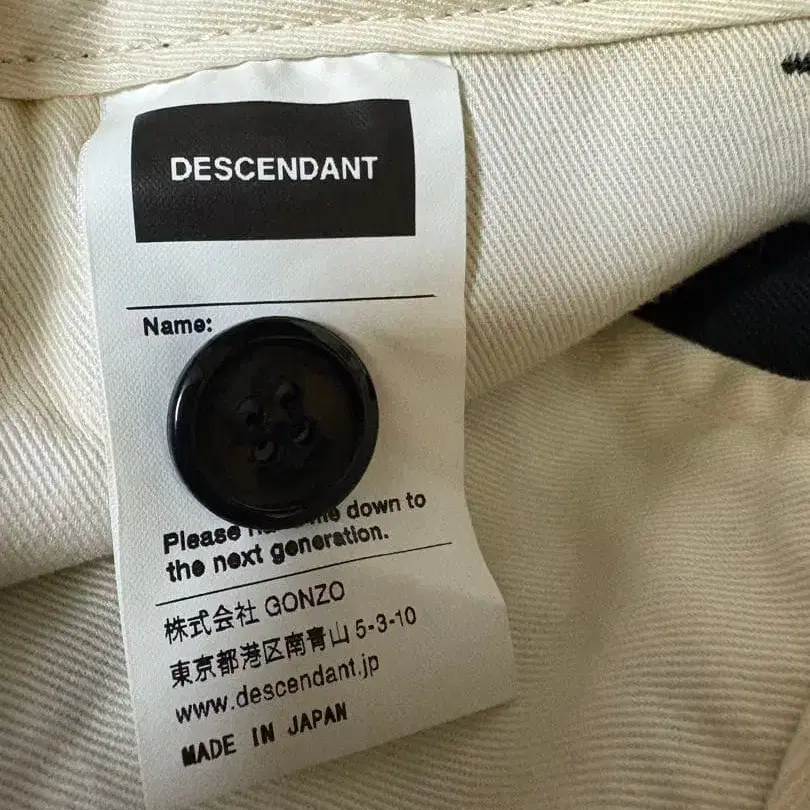 DESCENDANT
Name:
Please me down to
the next generation.
株式会社 GONZO
東京都港区南青山 5-3-10
www.descendant.jp
MADE IN JAPAN